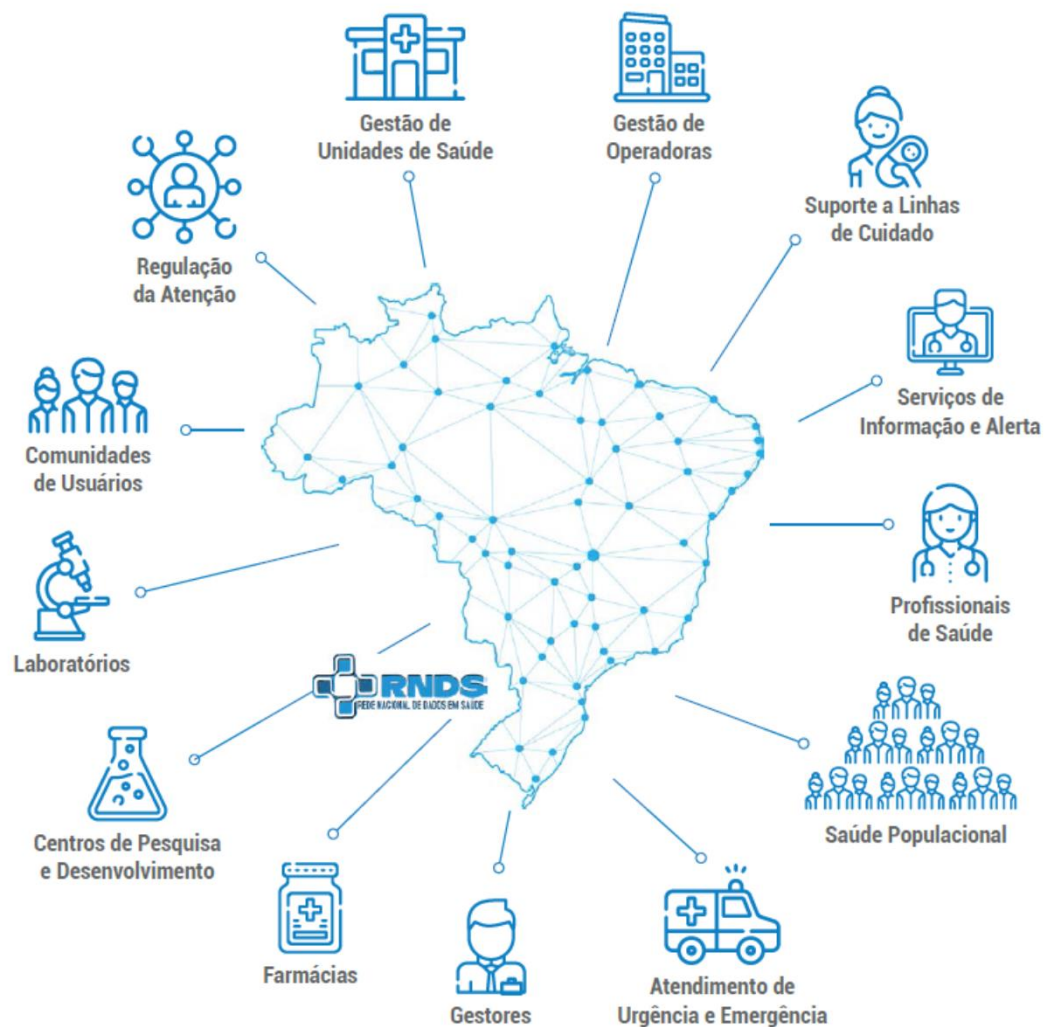 Gestão de
Unidades de Saúde
Gestão de
Operadoras
Suporte a Linhas
de Cuidado
Regulação
da Atenção
Serviços de
Informação e Alerta
Comunidades
de Usuários
Profissionais
de Saúde
Laboratórios
RNDS
REDE NACIONAL DE DADOS EM SAÚDE
Saúde Populacional
Centros de Pesquisa
e Desenvolvimento
Farmácias
Gestores
Atendimento de
Urgência e Emergência